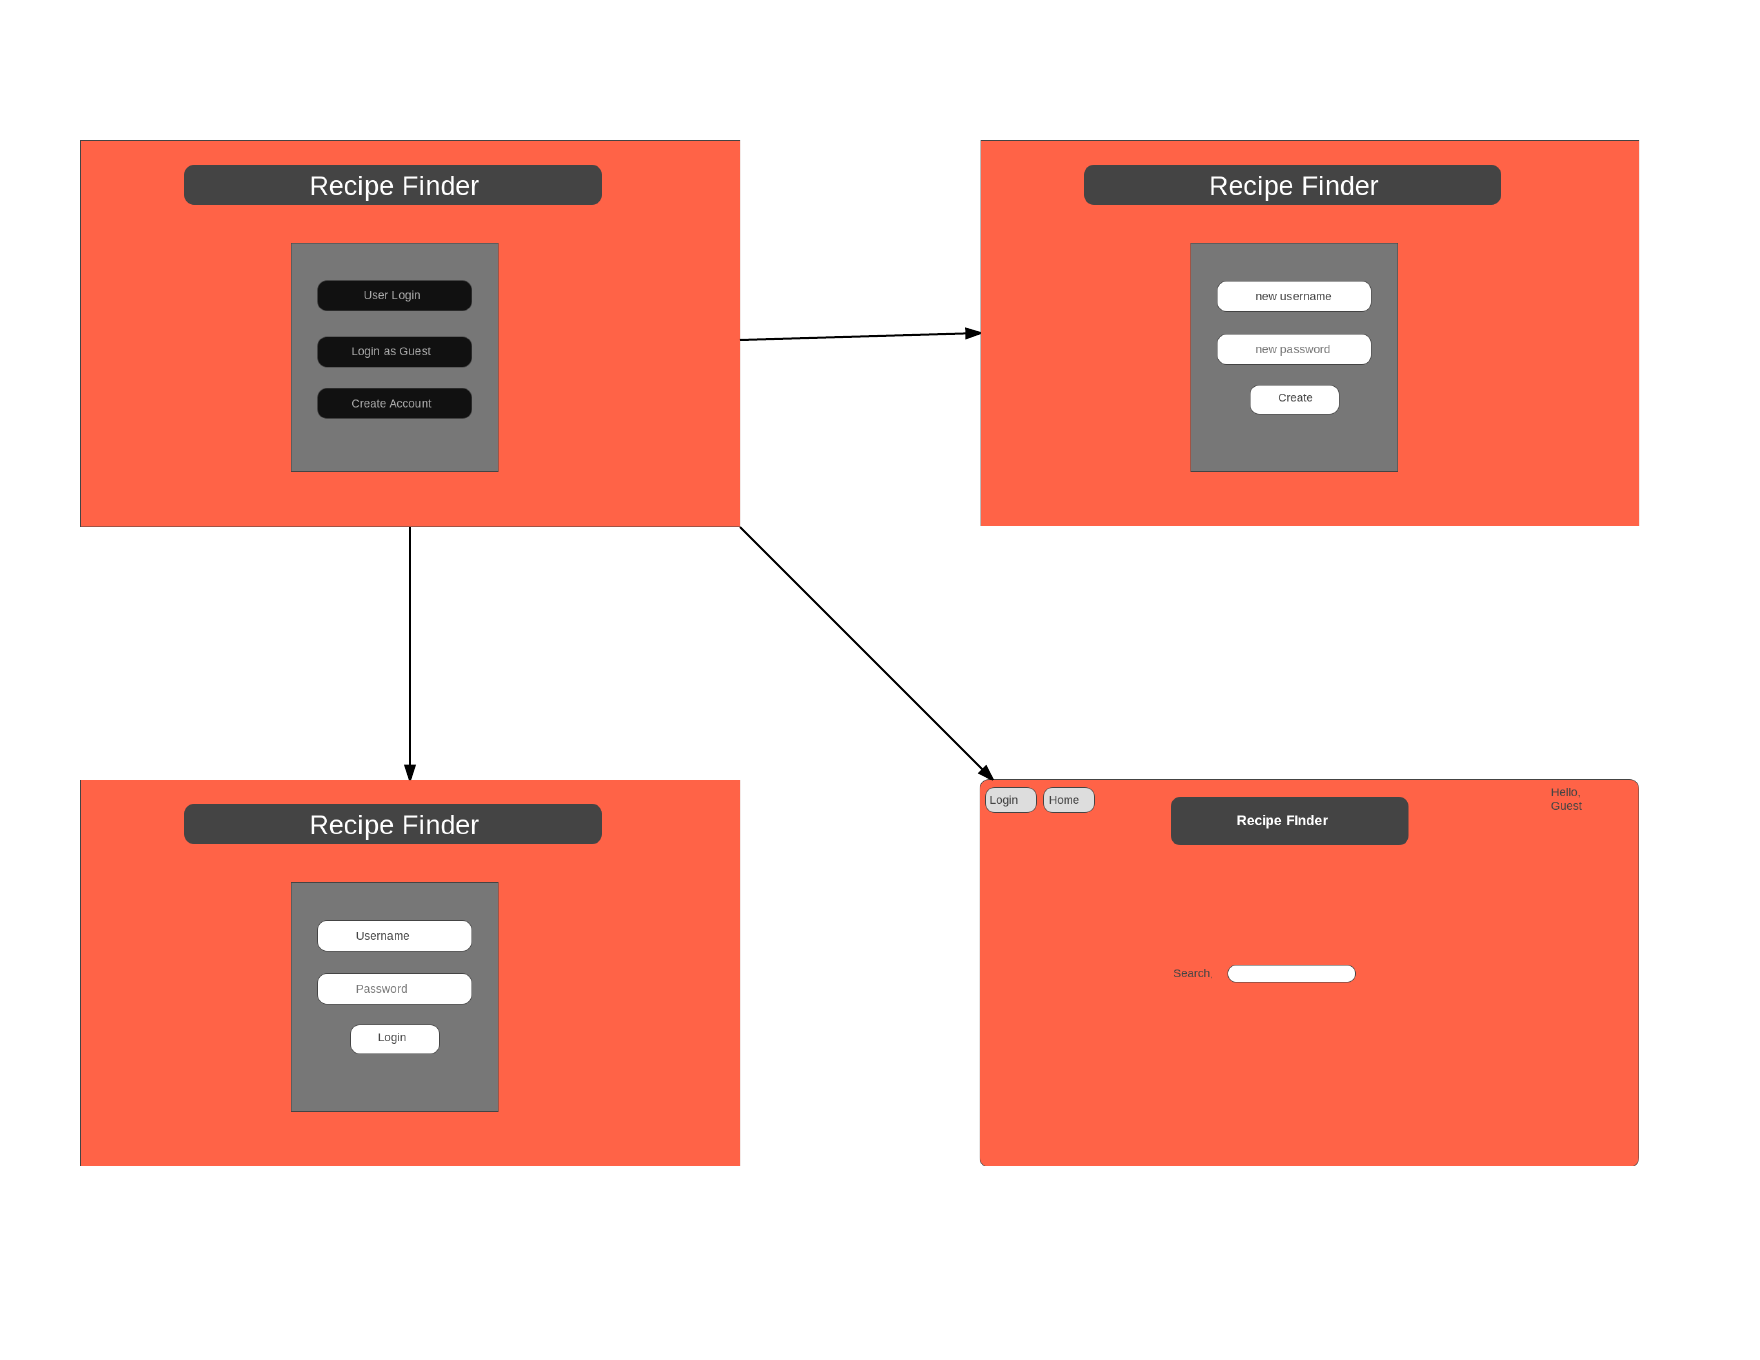 Recipe Finder
User Login
Login as Guest
Create Account
Recipe Finder
new username
new password
Create
Recipe Finder
Username
Password
Login
Login
Home
Recipe FInder
Hello,
Guest
Search,